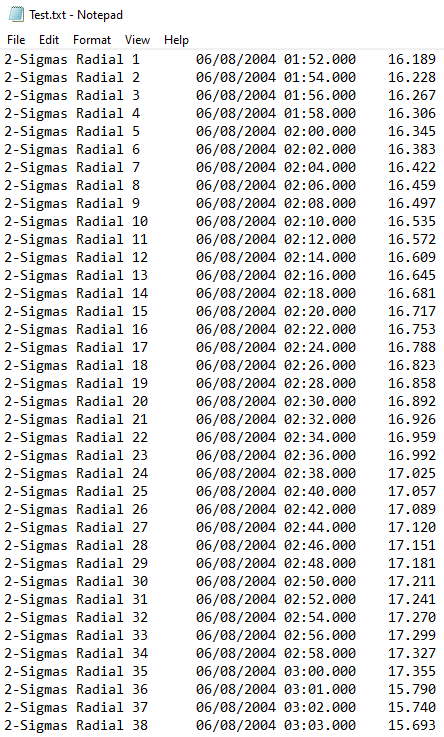 Test.txt - Notepad
File Edit Format View Help
2-Sigmas Radial 1 06/08/2004 01:52.000 16.189
2-Sigmas Radial 2 06/08/2004 01:54.000 16.228
2-Sigmas Radial 3 06/08/2004 01:56.000 16.267
2-Sigmas Radial 4 06/08/2004 01:58.000 16.306
2-Sigmas Radial 5 06/08/2004 02:00.000 16.345
2-Sigmas Radial 6 06/08/2004 02:02.000 16.383
2-Sigmas Radial 7 06/08/2004 02:04.000 16.422
2-Sigmas Radial 8 06/08/2004 02:06.000 16.459
2-Sigmas Radial 9 06/08/2004 02:08.000 16.497
2-Sigmas Radial 10 06/08/2004 02:10.000 16.535
2-Sigmas Radial 11 06/08/2004 02:12.000 16.572
2-Sigmas Radial 12 06/08/2004 02:14.000 16.609
2-Sigmas Radial 13 06/08/2004 02:16.000 16.645
2-Sigmas Radial 14 06/08/2004 02:18.000 16.681
2-Sigmas Radial 15 06/08/2004 02:20.000 16.717
2-Sigmas Radial 16 06/08/2004 02:22.000 16.753
2-Sigmas Radial 17 06/08/2004 02:24.000 16.788
2-Sigmas Radial 18 06/08/2004 02:26.000 16.823
2-Sigmas Radial 19 06/08/2004 02:28.000 16.858
2-Sigmas Radial 20 06/08/2004 02:30.000 16.892
2-Sigmas Radial 21 06/08/2004 02:32.000 16.926
2-Sigmas Radial 22 06/08/2004 02:34.000 16.959
2-Sigmas Radial 23 06/08/2004 02:36.000 16.992
2-Sigmas Radial 24 06/08/2004 02:38.000 17.025
2-Sigmas Radial 25 06/08/2004 02:40.000 17.057
2-Sigmas Radial 26 06/08/2004 02:42.000 17.089
2-Sigmas Radial 27 06/08/2004 02:44.000 17.120
2-Sigmas Radial 28 06/08/2004 02:46.000 17.151
2-Sigmas Radial 29 06/08/2004 02:48.000 17.181
2-Sigmas Radial 30 06/08/2004 02:50.000 17.211
2-Sigmas Radial 31 06/08/2004 02:52.000 17.241
2-Sigmas Radial 32 06/08/2004 02:54.000 17.270
2-Sigmas Radial 33 06/08/2004 02:56.000 17.299
2-Sigmas Radial 34 06/08/2004 02:58.000 17.327
2-Sigmas Radial 35 06/08/2004 03:00.000 17.355
2-Sigmas Radial 36 06/08/2004 03:01.000 15.790
2-Sigmas Radial 37 06/08/2004 03:02.000 15.740
2-Sigmas Radial 38 06/08/2004 03:03.000 15.693